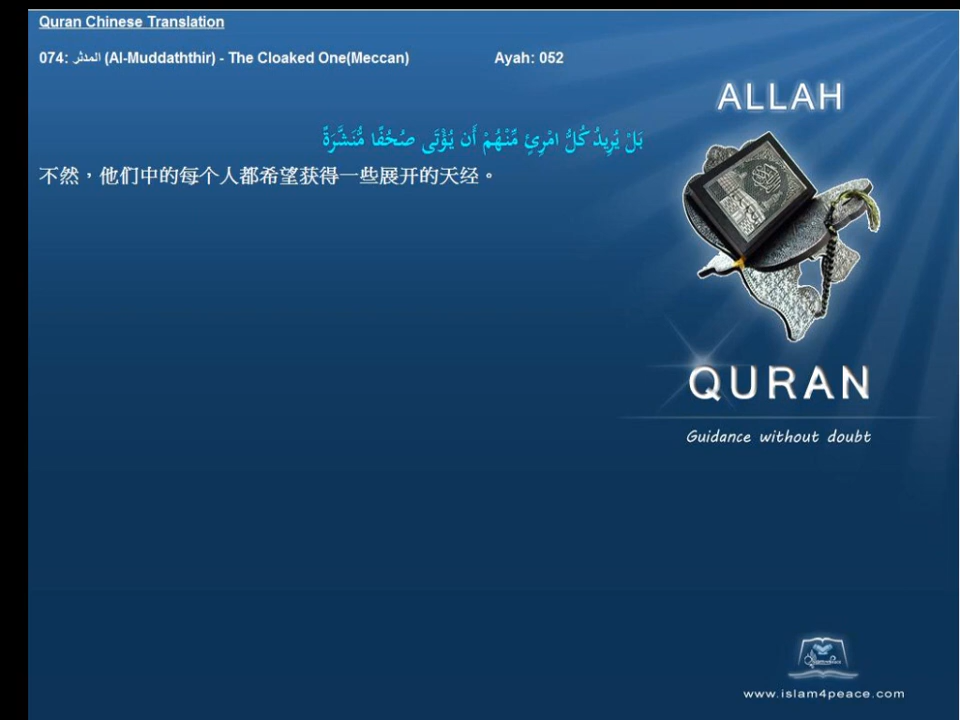 Quran Chinese Translation
074: المدثر (Al-Muddaththir) - The Cloaked One(Meccan) Ayah: 052
بَلْ يُرِيدُ كُلُّ امْرِئٍ مِّنْهُمْ أَن يُؤْتَى صُحُفًا مُّنَشَّرَةً
不然，他们中的每个人都希望获得一些展开的天经。
ALLAH
QURAN
Guidance without doubt
www.islam4peace.com